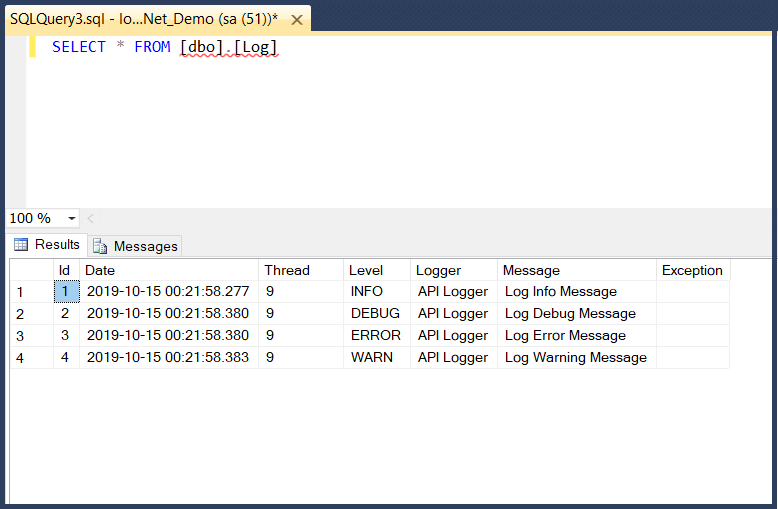 SQLQuery3.sql - lo...Net_Demo (sa (51))*
SELECT * FROM [dbo].[Log]
100 %
Results Messages
Id Date Thread Level Logger Message Exception
1 1 2019-10-15 00:21:58.277 9 INFO API Logger Log Info Message
2 2 2019-10-15 00:21:58.380 9 DEBUG API Logger Log Debug Message
3 3 2019-10-15 00:21:58.380 9 ERROR API Logger Log Error Message
4 4 2019-10-15 00:21:58.383 9 WARN API Logger Log Warning Message